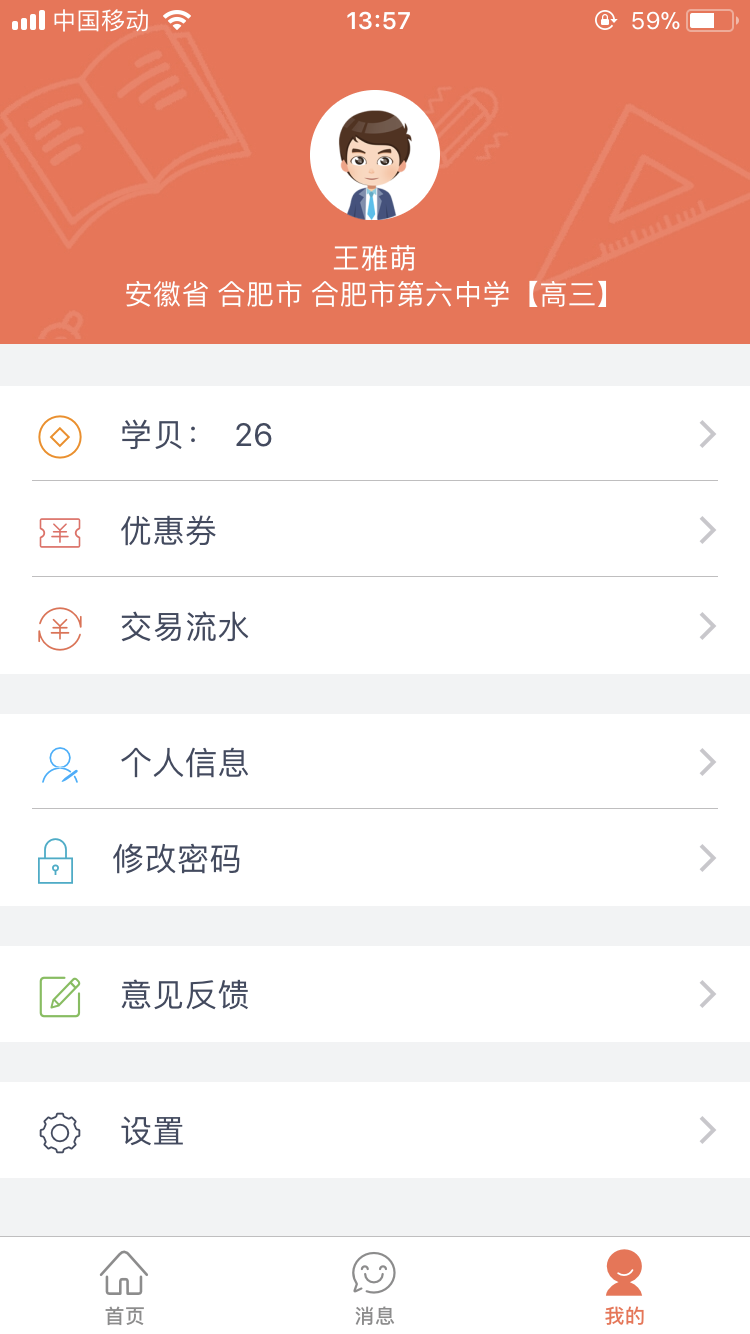 中国移动 13:57 59%
王雅萌
安徽省 合肥市 合肥市第六中学【高三】
学贝: 26
优惠券
交易流水
个人信息
修改密码
意见反馈
设置
首页 消息 我的